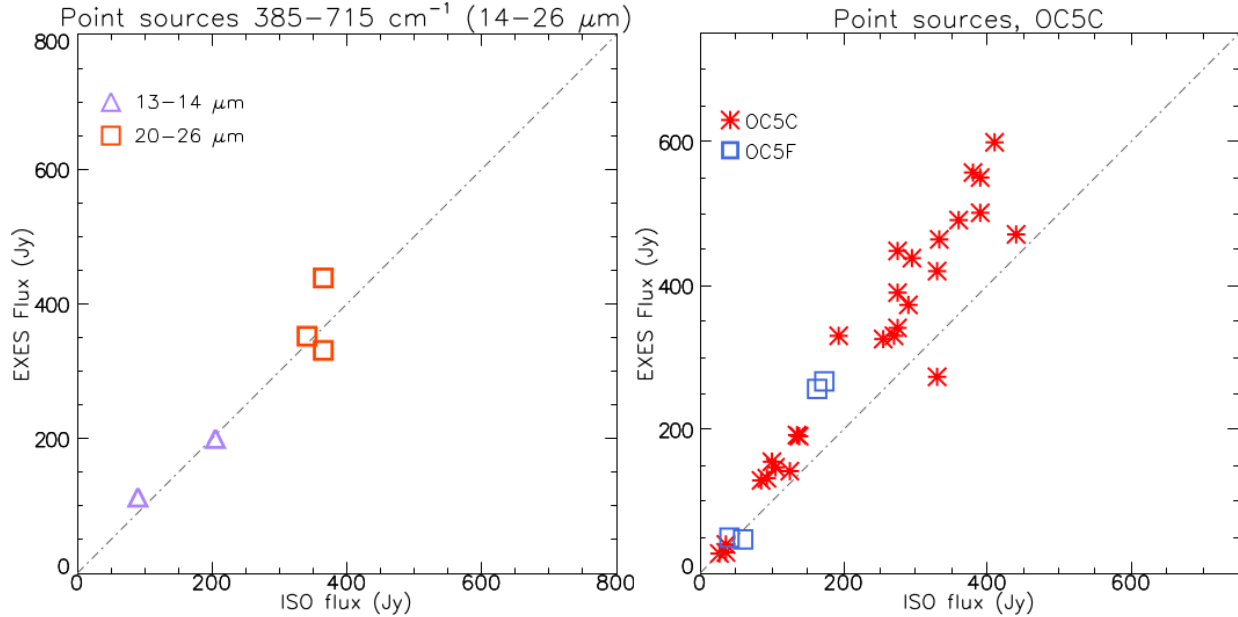 Point sources 385–715 cm⁻¹ (14–26 μm)
800
600
400
200
0
EXES Flux (Jy)
13–14 μm
20–26 μm
0 200 400 600 800
ISO flux (Jy)
Point sources, OC5C
600
400
200
0
EXES Flux (Jy)
OC5C
OC5F
0 200 400 600
ISO flux (Jy)